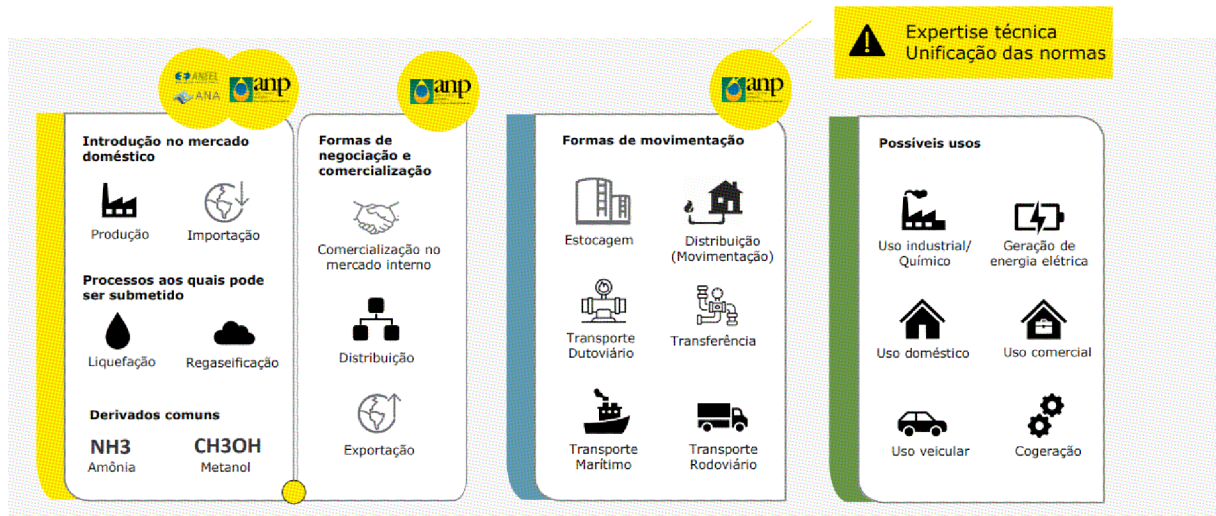 Expertise técnica
Unificação das normas
ANEEL
ANA
anp
anp
anp
Introdução no mercado
doméstico
Produção
Importação
Processos aos quais pode
ser submetido
Liquefação
Regaseificação
Derivados comuns
NH3
Amônia
CH3OH
Metanol
Formas de
negociação e
comercialização
Comercialização no
mercado interno
Distribuição
Exportação
Formas de movimentação
Estocagem
Distribuição
(Movimentação)
Transporte
Dutoviário
Transferência
Transporte
Marítimo
Transporte
Rodoviário
Possíveis usos
Uso industrial/
Químico
Geração de
energia elétrica
Uso doméstico
Uso comercial
Uso veicular
Cogeração